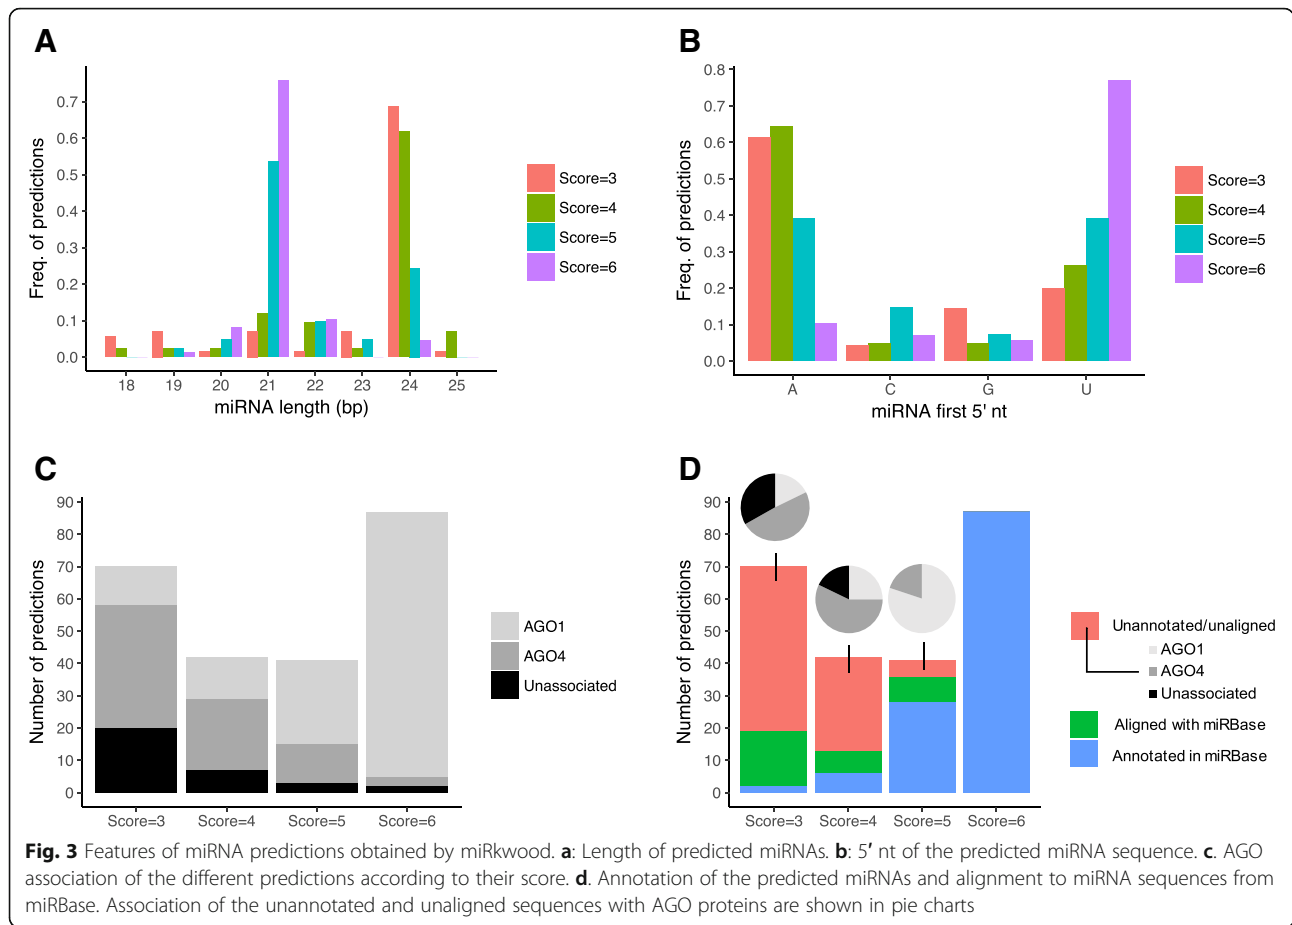 A
Freq. of predictions
0.7
0.6
0.5
0.4
0.3
0.2
0.1
0.0
18 19 20 21 22 23 24 25
miRNA length (bp)
Score=3
Score=4
Score=5
Score=6
B
Freq. of predictions
0.8
0.7
0.6
0.5
0.4
0.3
0.2
0.1
0.0
A C G U
miRNA first 5' nt
Score=3
Score=4
Score=5
Score=6
C
Number of predictions
90
80
70
60
50
40
30
20
10
0
Score=3 Score=4 Score=5 Score=6
AGO1
AGO4
Unassociated
D
Number of predictions
90
80
70
60
50
40
30
20
10
0
Score=3 Score=4 Score=5 Score=6
Unannotated/unaligned
AGO1
AGO4
Unassociated
Aligned with miRBase
Annotated in miRBase
Fig. 3 Features of miRNA predictions obtained by miRkwood. a: Length of predicted miRNAs. b: 5′ nt of the predicted miRNA sequence. c. AGO
association of the different predictions according to their score. d. Annotation of the predicted miRNAs and alignment to miRNA sequences from
miRBase. Association of the unannotated and unaligned sequences with AGO proteins are shown in pie charts